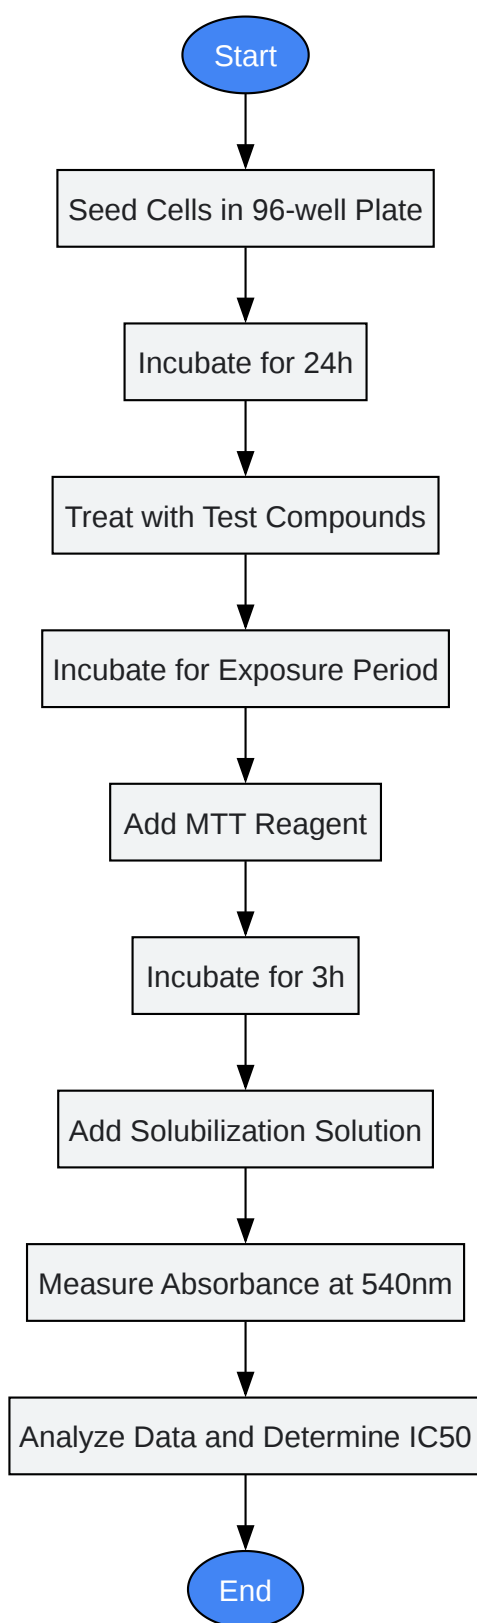 Start
Seed Cells in 96-well Plate
Incubate for 24h
Treat with Test Compounds
Incubate for Exposure Period
Add MTT Reagent
Incubate for 3h
Add Solubilization Solution
Measure Absorbance at 540nm
Analyze Data and Determine IC50
End